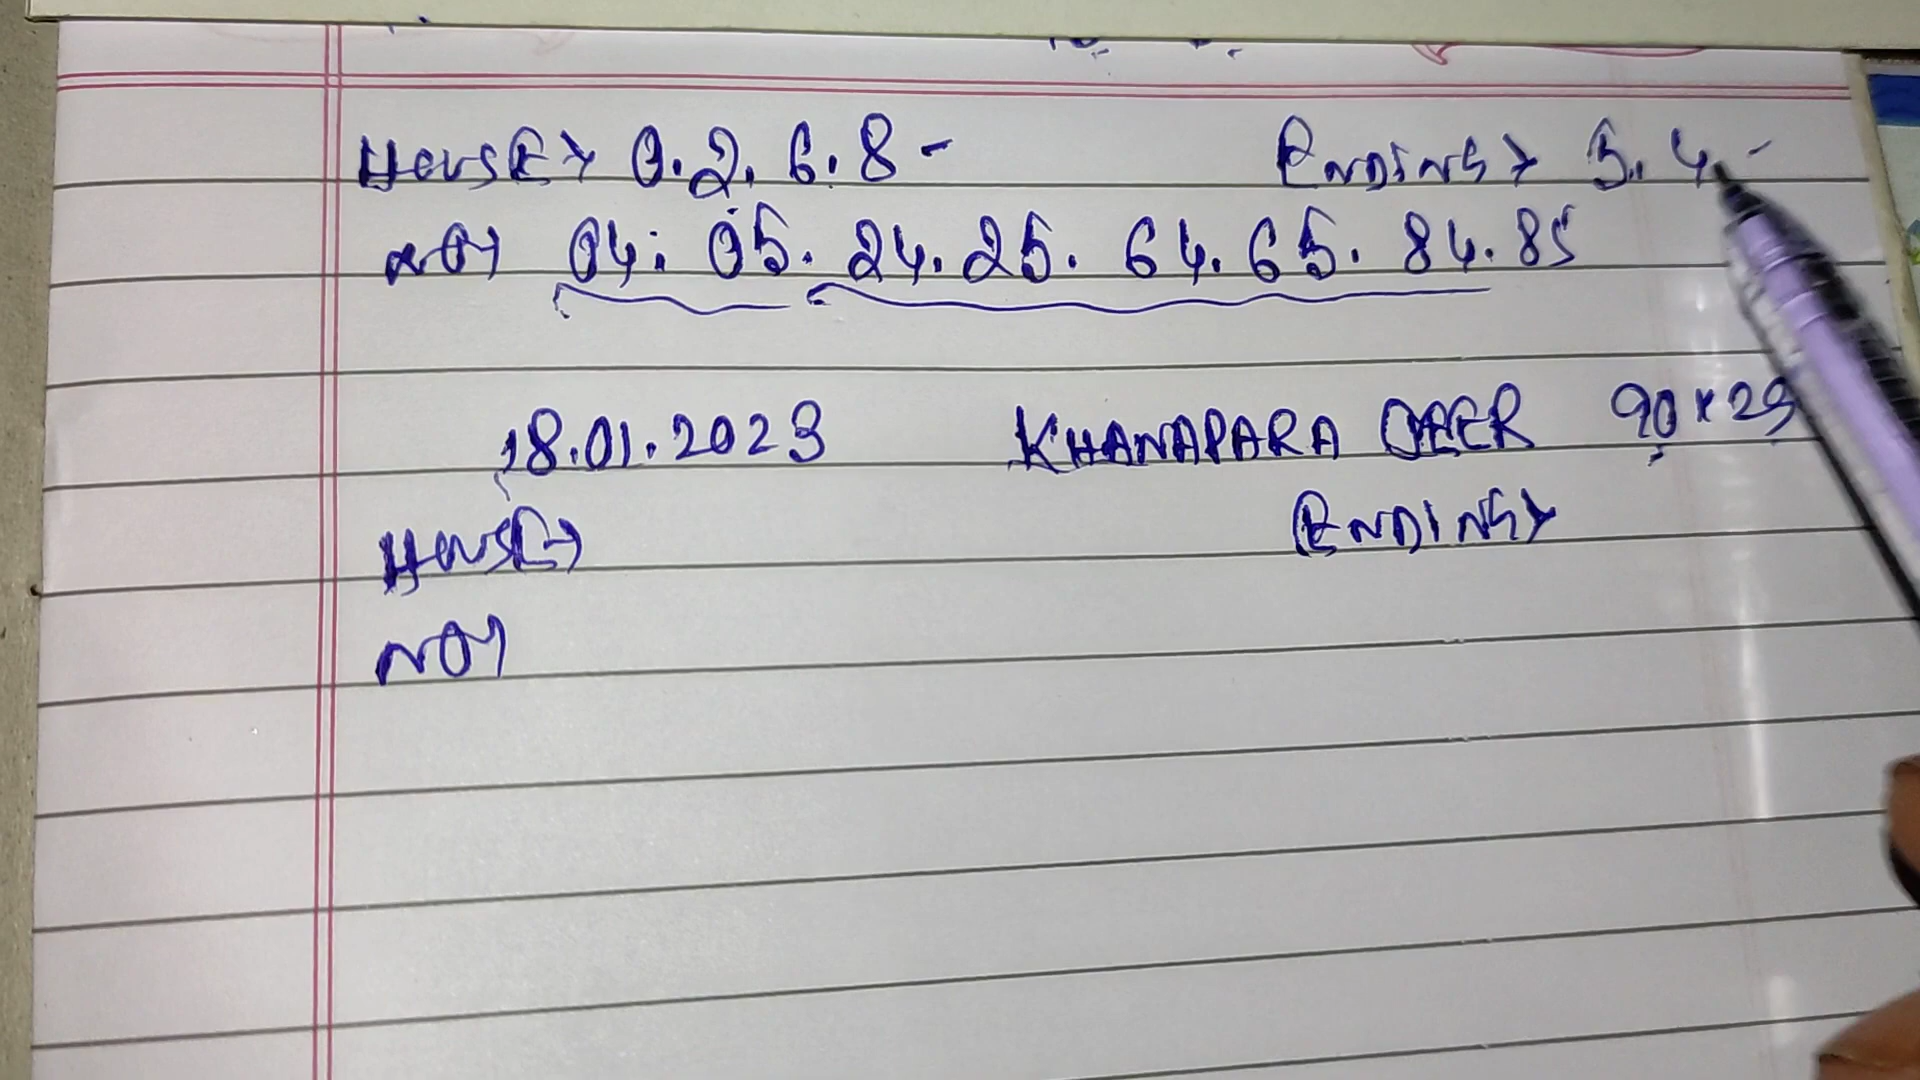 HOUSE→ 0.2.6.8- ENDING→ 5.4-
NO→ 04: 05. 24. 25. 64. 65. 84. 85
18.01.2023 KHANAPARA OFFER 90×29
HOUSE→ ENDING→
NO→